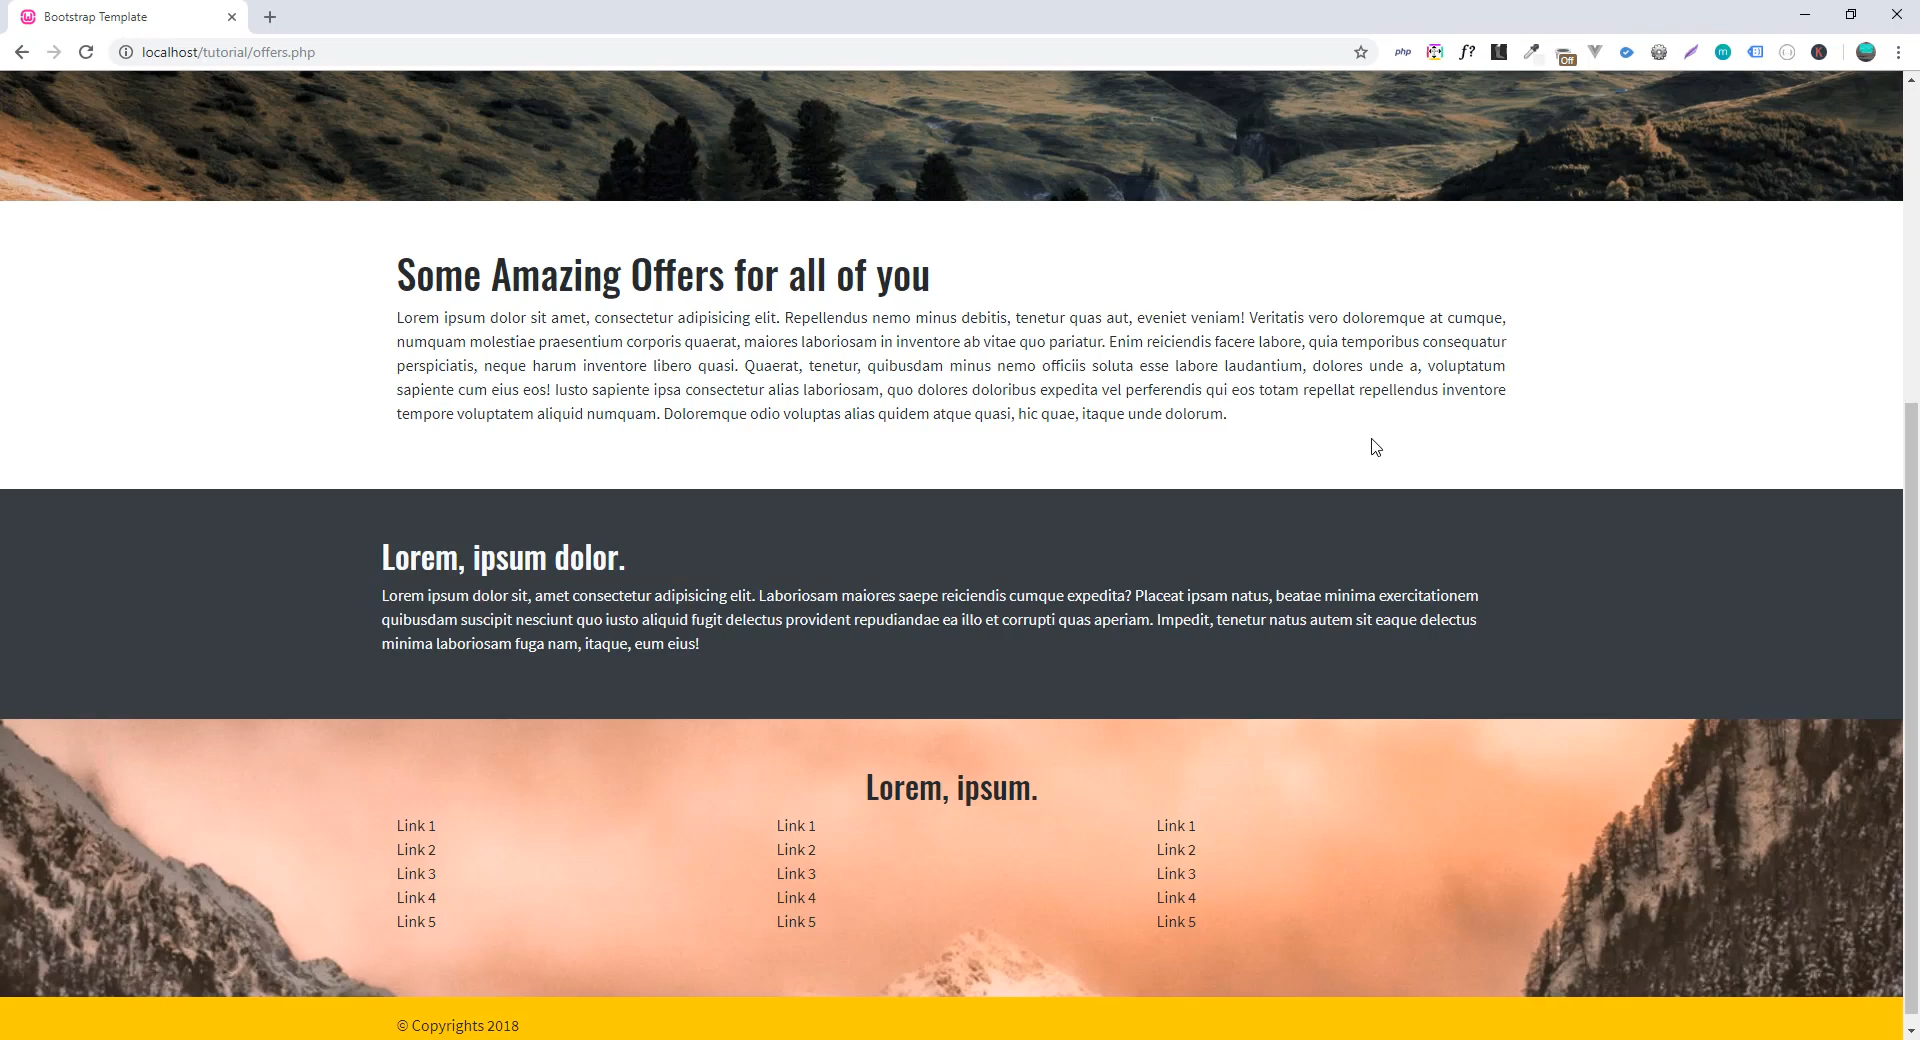 Bootstrap Template
localhost/tutorial/offers.php
php
f?
Off
m
K
Some Amazing Offers for all of you
Lorem ipsum dolor sit amet, consectetur adipisicing elit. Repellendus nemo minus debitis, tenetur quas aut, eveniet veniam! Veritatis vero doloremque at cumque,
numquam molestiae praesentium corporis quaerat, maiores laboriosam in inventore ab vitae quo pariatur. Enim reiciendis facere labore, quia temporibus consequatur
perspiciatis, neque harum inventore libero quasi. Quaerat, tenetur, quibusdam minus nemo officiis soluta esse labore laudantium, dolores unde a, voluptatum
sapiente cum eius eos! Iusto sapiente ipsa consectetur alias laboriosam, quo dolores doloribus expedita vel perferendis qui eos totam repellat repellendus inventore
tempore voluptatem aliquid numquam. Doloremque odio voluptas alias quidem atque quasi, hic quae, itaque unde dolorum.
Lorem, ipsum dolor.
Lorem ipsum dolor sit, amet consectetur adipisicing elit. Laboriosam maiores saepe reiciendis cumque expedita? Placeat ipsam natus, beatae minima exercitationem
quibusdam suscipit nesciunt quo iusto aliquid fugit delectus provident repudiandae ea illo et corrupti quas aperiam. Impedit, tenetur natus autem sit eaque delectus
minima laboriosam fuga nam, itaque, eum eius!
Lorem, ipsum.
Link 1
Link 2
Link 3
Link 4
Link 5
Link 1
Link 2
Link 3
Link 4
Link 5
Link 1
Link 2
Link 3
Link 4
Link 5
© Copyrights 2018